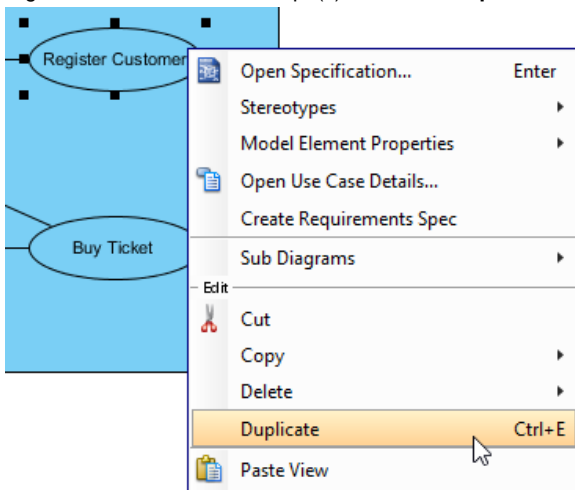 Register Customer
Open Specification... Enter
Stereotypes
Model Element Properties
Open Use Case Details...
Create Requirements Spec
Buy Ticket
Sub Diagrams
Edit
Cut
Copy
Delete
Duplicate Ctrl+E
Paste View